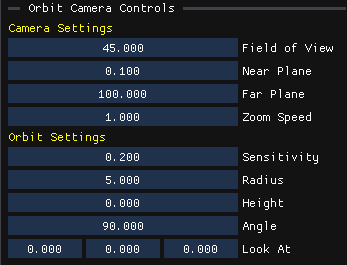 Orbit Camera Controls
Camera Settings
45.000 Field of View
0.100 Near Plane
100.000 Far Plane
1.000 Zoom Speed
Orbit Settings
0.200 Sensitivity
5.000 Radius
0.000 Height
90.000 Angle
0.000 0.000 0.000 Look At